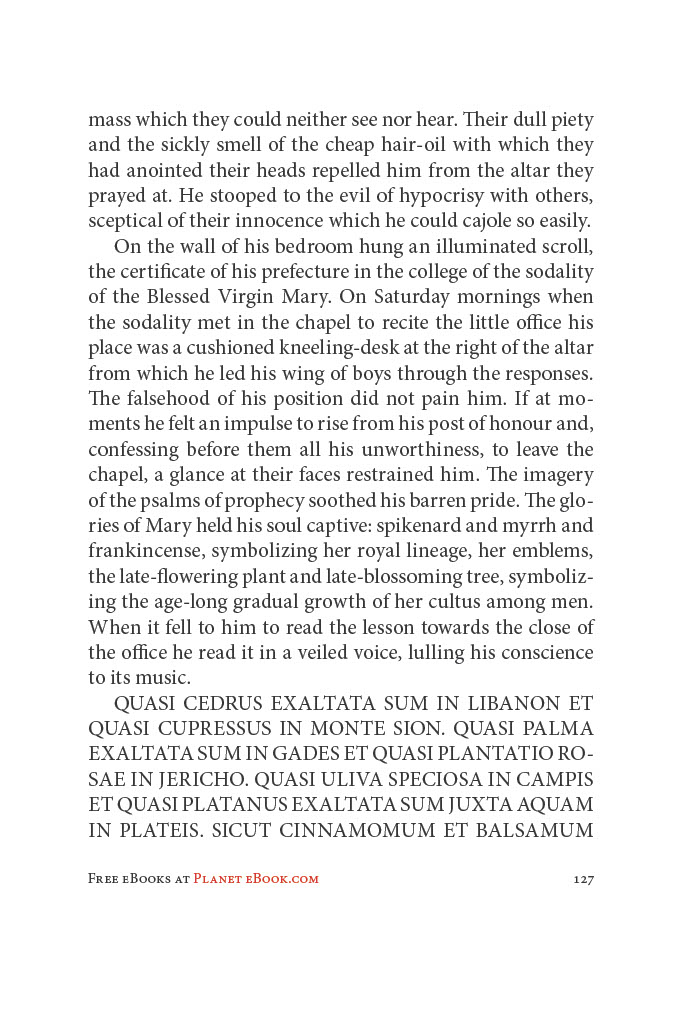 mass which they could neither see nor hear. Their dull piety
and the sickly smell of the cheap hair-oil with which they
had anointed their heads repelled him from the altar they
prayed at. He stooped to the evil of hypocrisy with others,
sceptical of their innocence which he could cajole so easily.
On the wall of his bedroom hung an illuminated scroll,
the certificate of his prefecture in the college of the sodality
of the Blessed Virgin Mary. On Saturday mornings when
the sodality met in the chapel to recite the little office his
place was a cushioned kneeling-desk at the right of the altar
from which he led his wing of boys through the responses.
The falsehood of his position did not pain him. If at mo-
ments he felt an impulse to rise from his post of honour and,
confessing before them all his unworthiness, to leave the
chapel, a glance at their faces restrained him. The imagery
of the psalms of prophecy soothed his barren pride. The glo-
ries of Mary held his soul captive: spikenard and myrrh and
frankincense, symbolizing her royal lineage, her emblems,
the late-flowering plant and late-blossoming tree, symboliz-
ing the age-long gradual growth of her cultus among men.
When it fell to him to read the lesson towards the close of
the office he read it in a veiled voice, lulling his conscience
to its music.
QUASI CEDRUS EXALTATA SUM IN LIBANON ET
QUASI CUPRESSUS IN MONTE SION. QUASI PALMA
EXALTATA SUM IN GADES ET QUASI PLANTATIO RO-
SAE IN JERICHO. QUASI ULIVA SPECIOSA IN CAMPIS
ET QUASI PLATANUS EXALTATA SUM JUXTA AQUAM
IN PLATEIS. SICUT CINNAMOMUM ET BALSAMUM
Free eBooks at Planet eBook.com 127